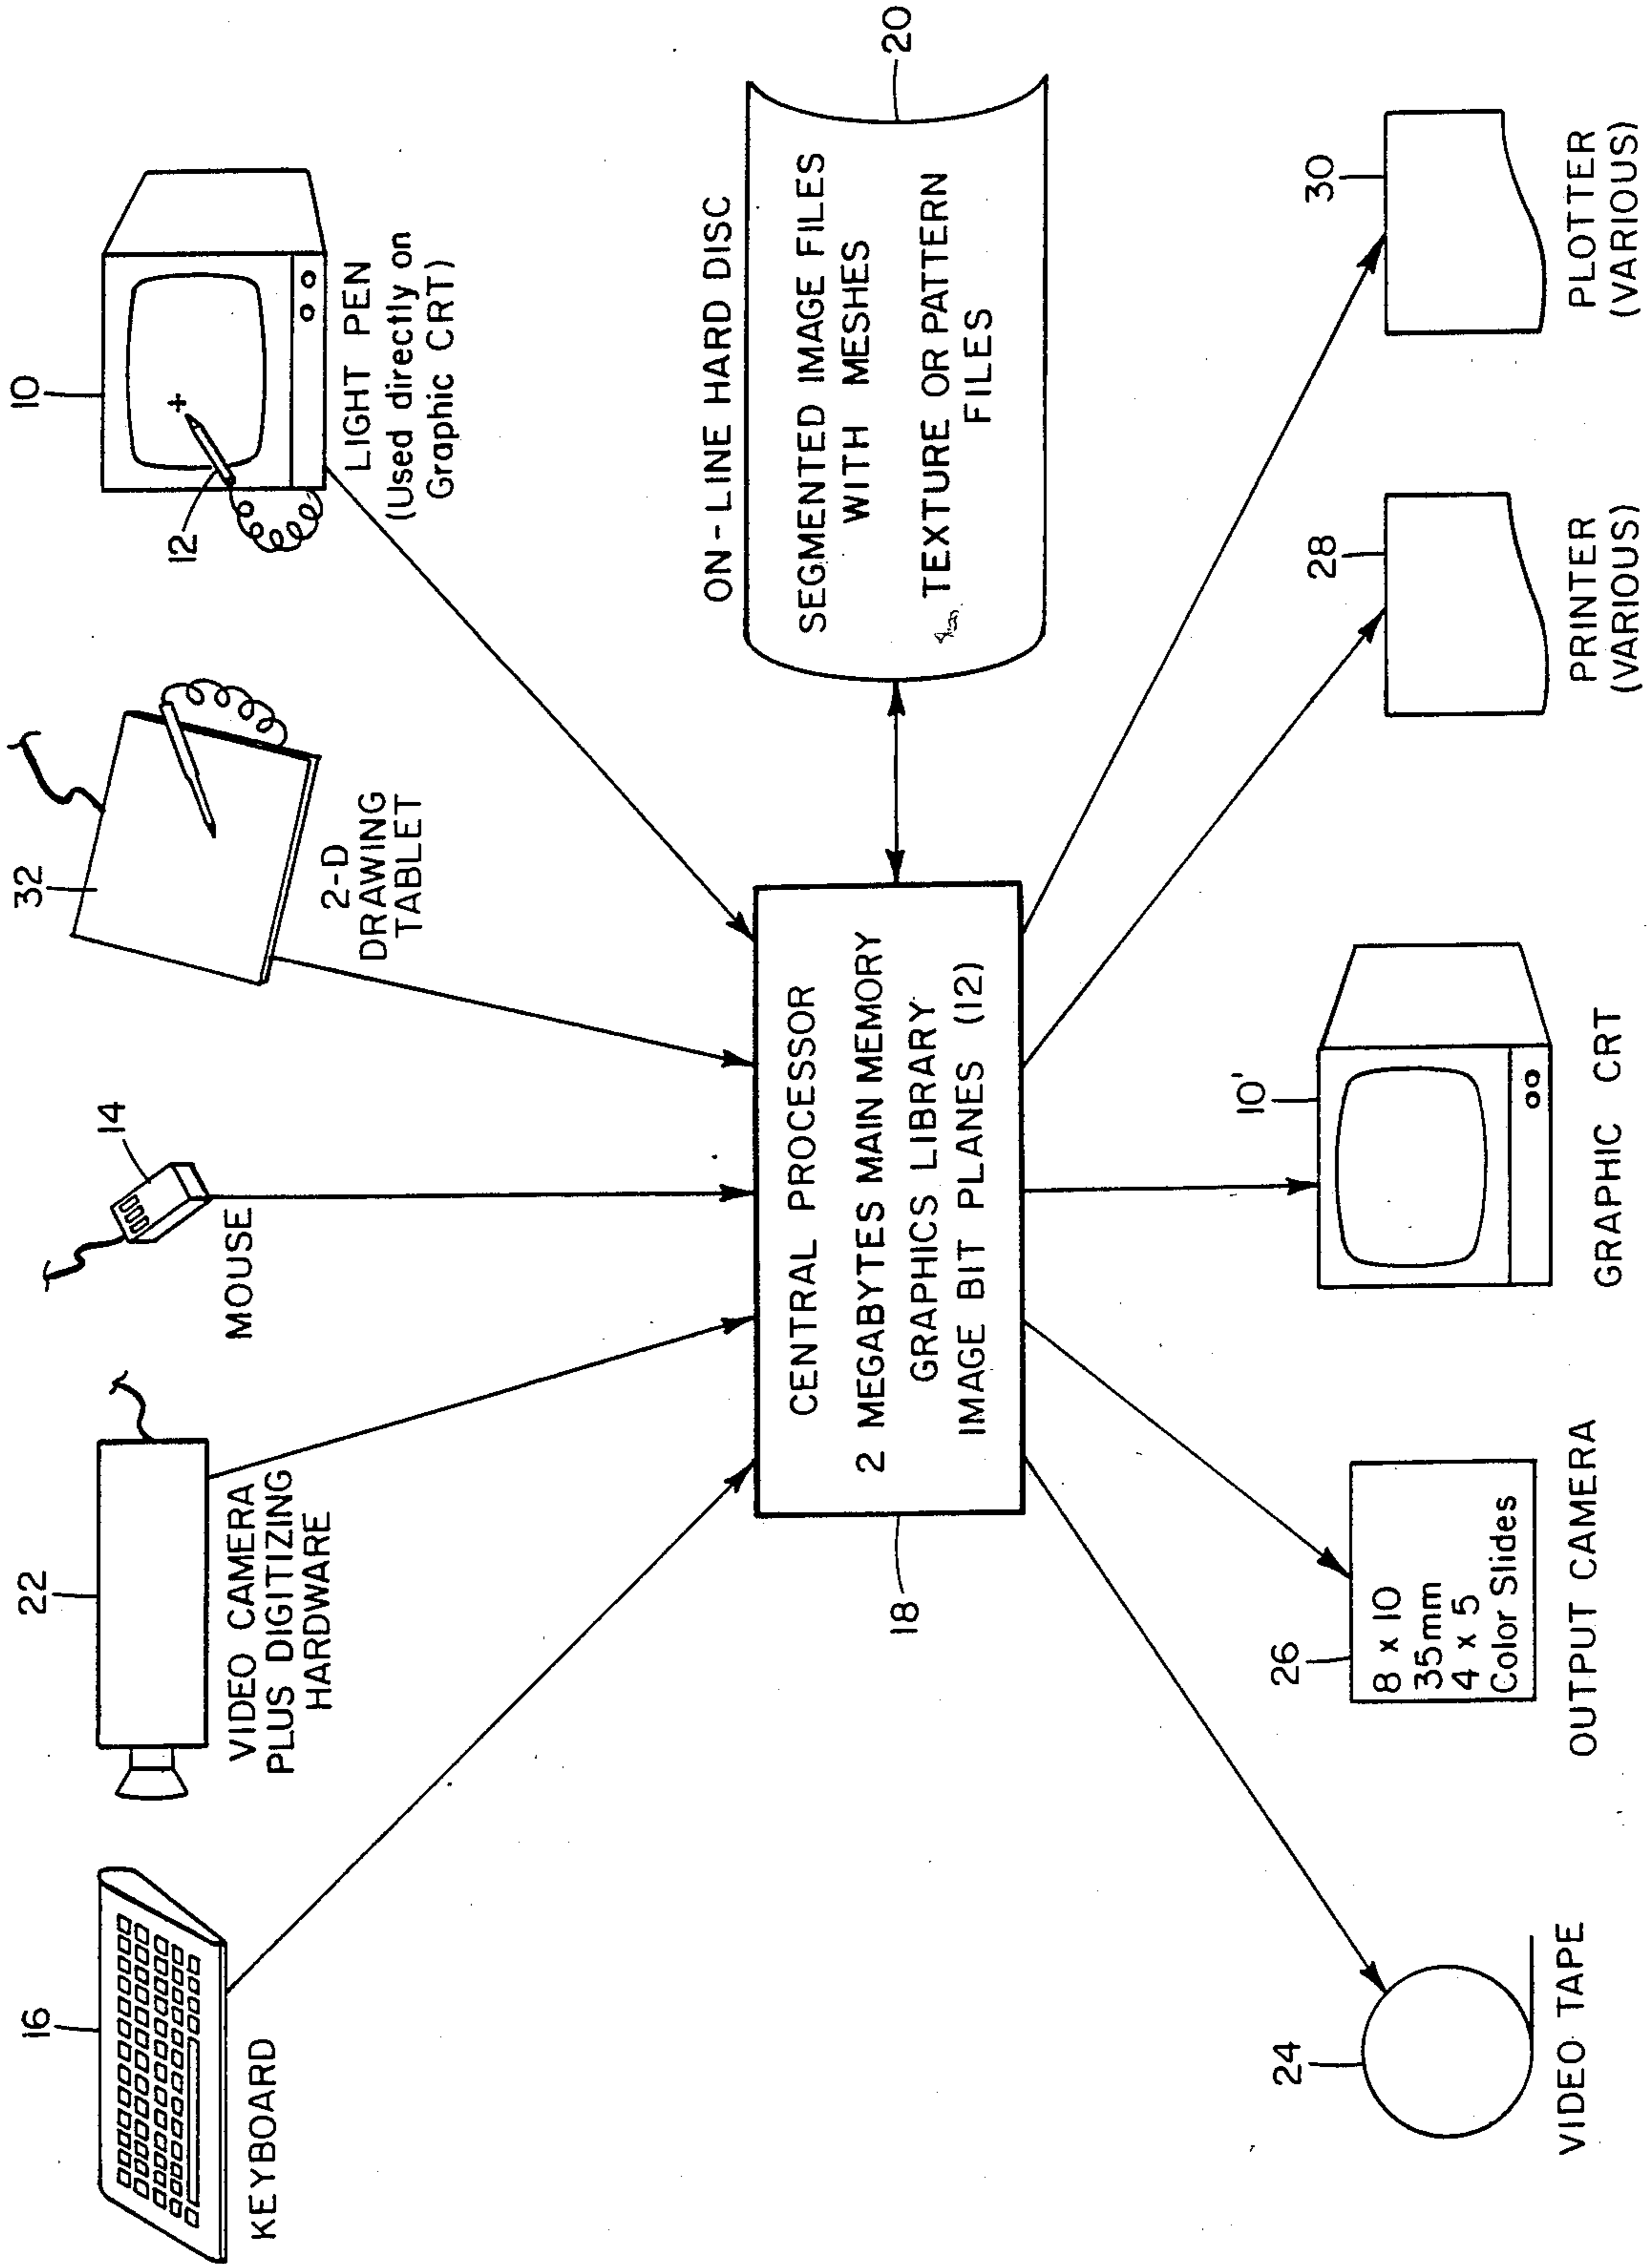 16
KEYBOARD
22
VIDEO CAMERA
PLUS DIGITIZING
HARDWARE
14
MOUSE
32
2-D
DRAWING
TABLET
10
12
LIGHT PEN
(Used directly on
Graphic CRT)
CENTRAL PROCESSOR
2 MEGABYTES MAIN MEMORY
GRAPHICS LIBRARY
IMAGE BIT PLANES (12)
18
ON-LINE HARD DISC
SEGMENTED IMAGE FILES
WITH MESHES
TEXTURE OR PATTERN
FILES
20
24
VIDEO TAPE
26
8 x 10
35mm
4 x 5
Color Slides
OUTPUT CAMERA
10'
GRAPHIC CRT
28
PRINTER
(VARIOUS)
30
PLOTTER
(VARIOUS)